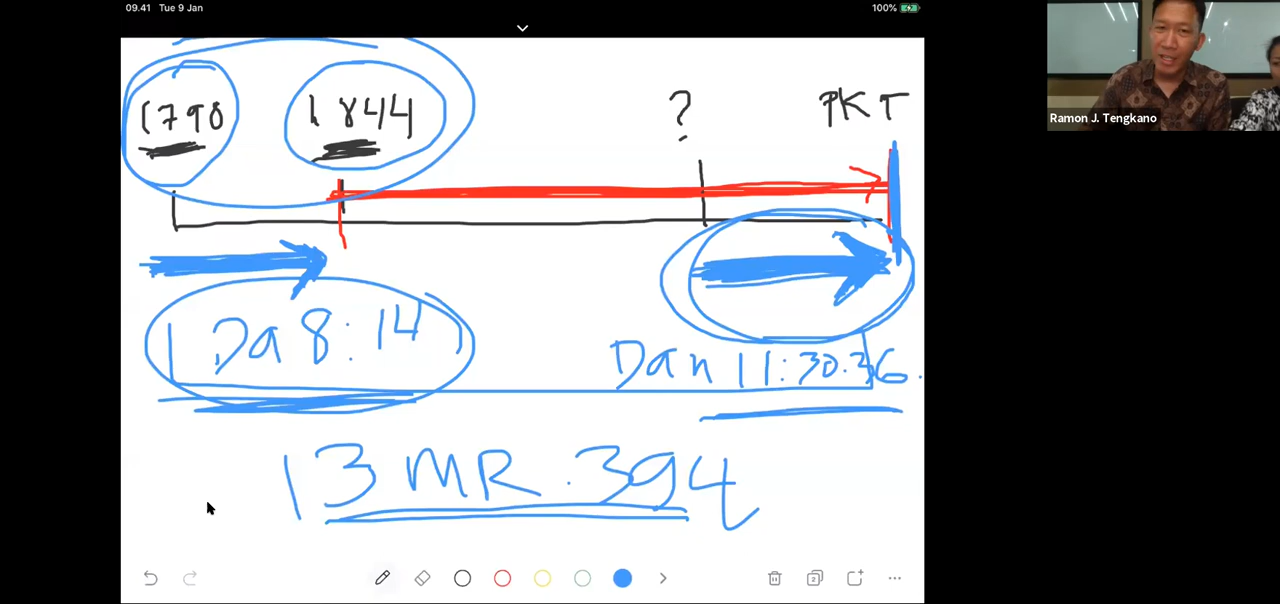 09.41 Tue 9 Jan
100%
1798 1844 ? PKT
Da 8:14
Dan 11:30.36.
13 MR.394
Ramon J. Tengkano